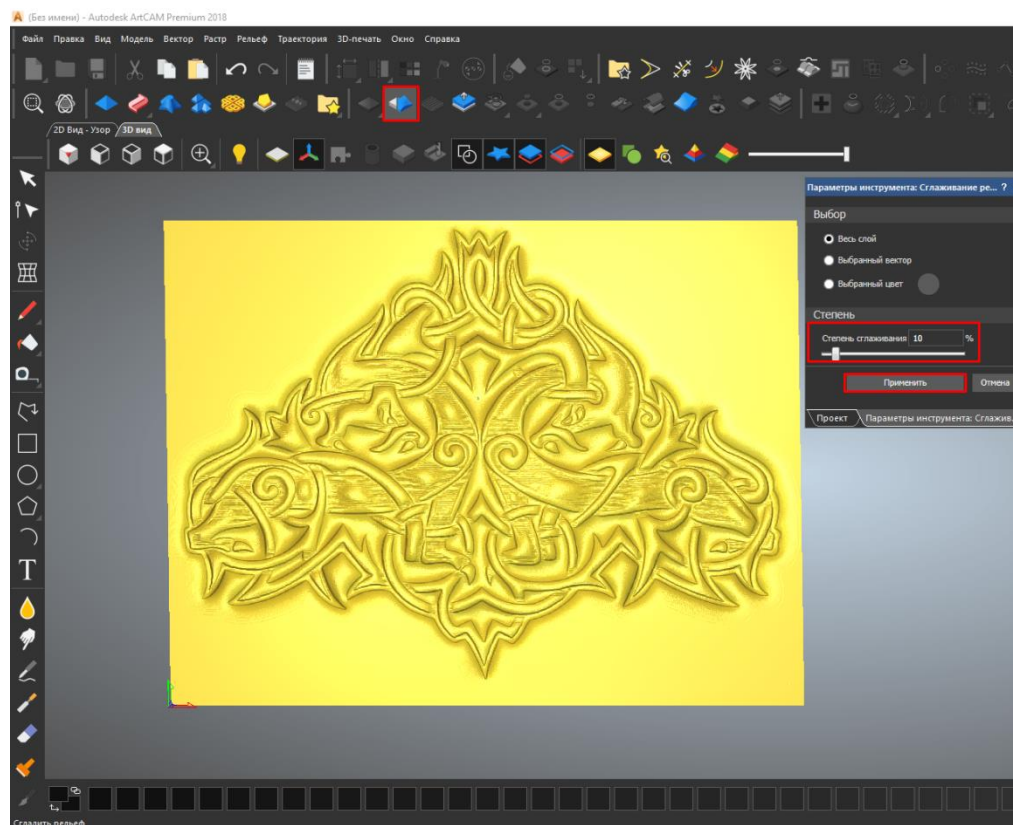 (Без имени) - Autodesk ArtCAM Premium 2018
Файл Правка Вид Модель Вектор Растр Рельеф Траектория 3D-печать Окно Справка
2D Вид - Узор 3D вид
Параметры инструмента: Сглаживание ре... ?
Выбор
Весь слой
Выбранный вектор
Выбранный цвет
Степень
Степень сглаживания 10 %
Применить Отмена
Проект Параметры инструмента: Сглажив...
T
Сгладить рельеф